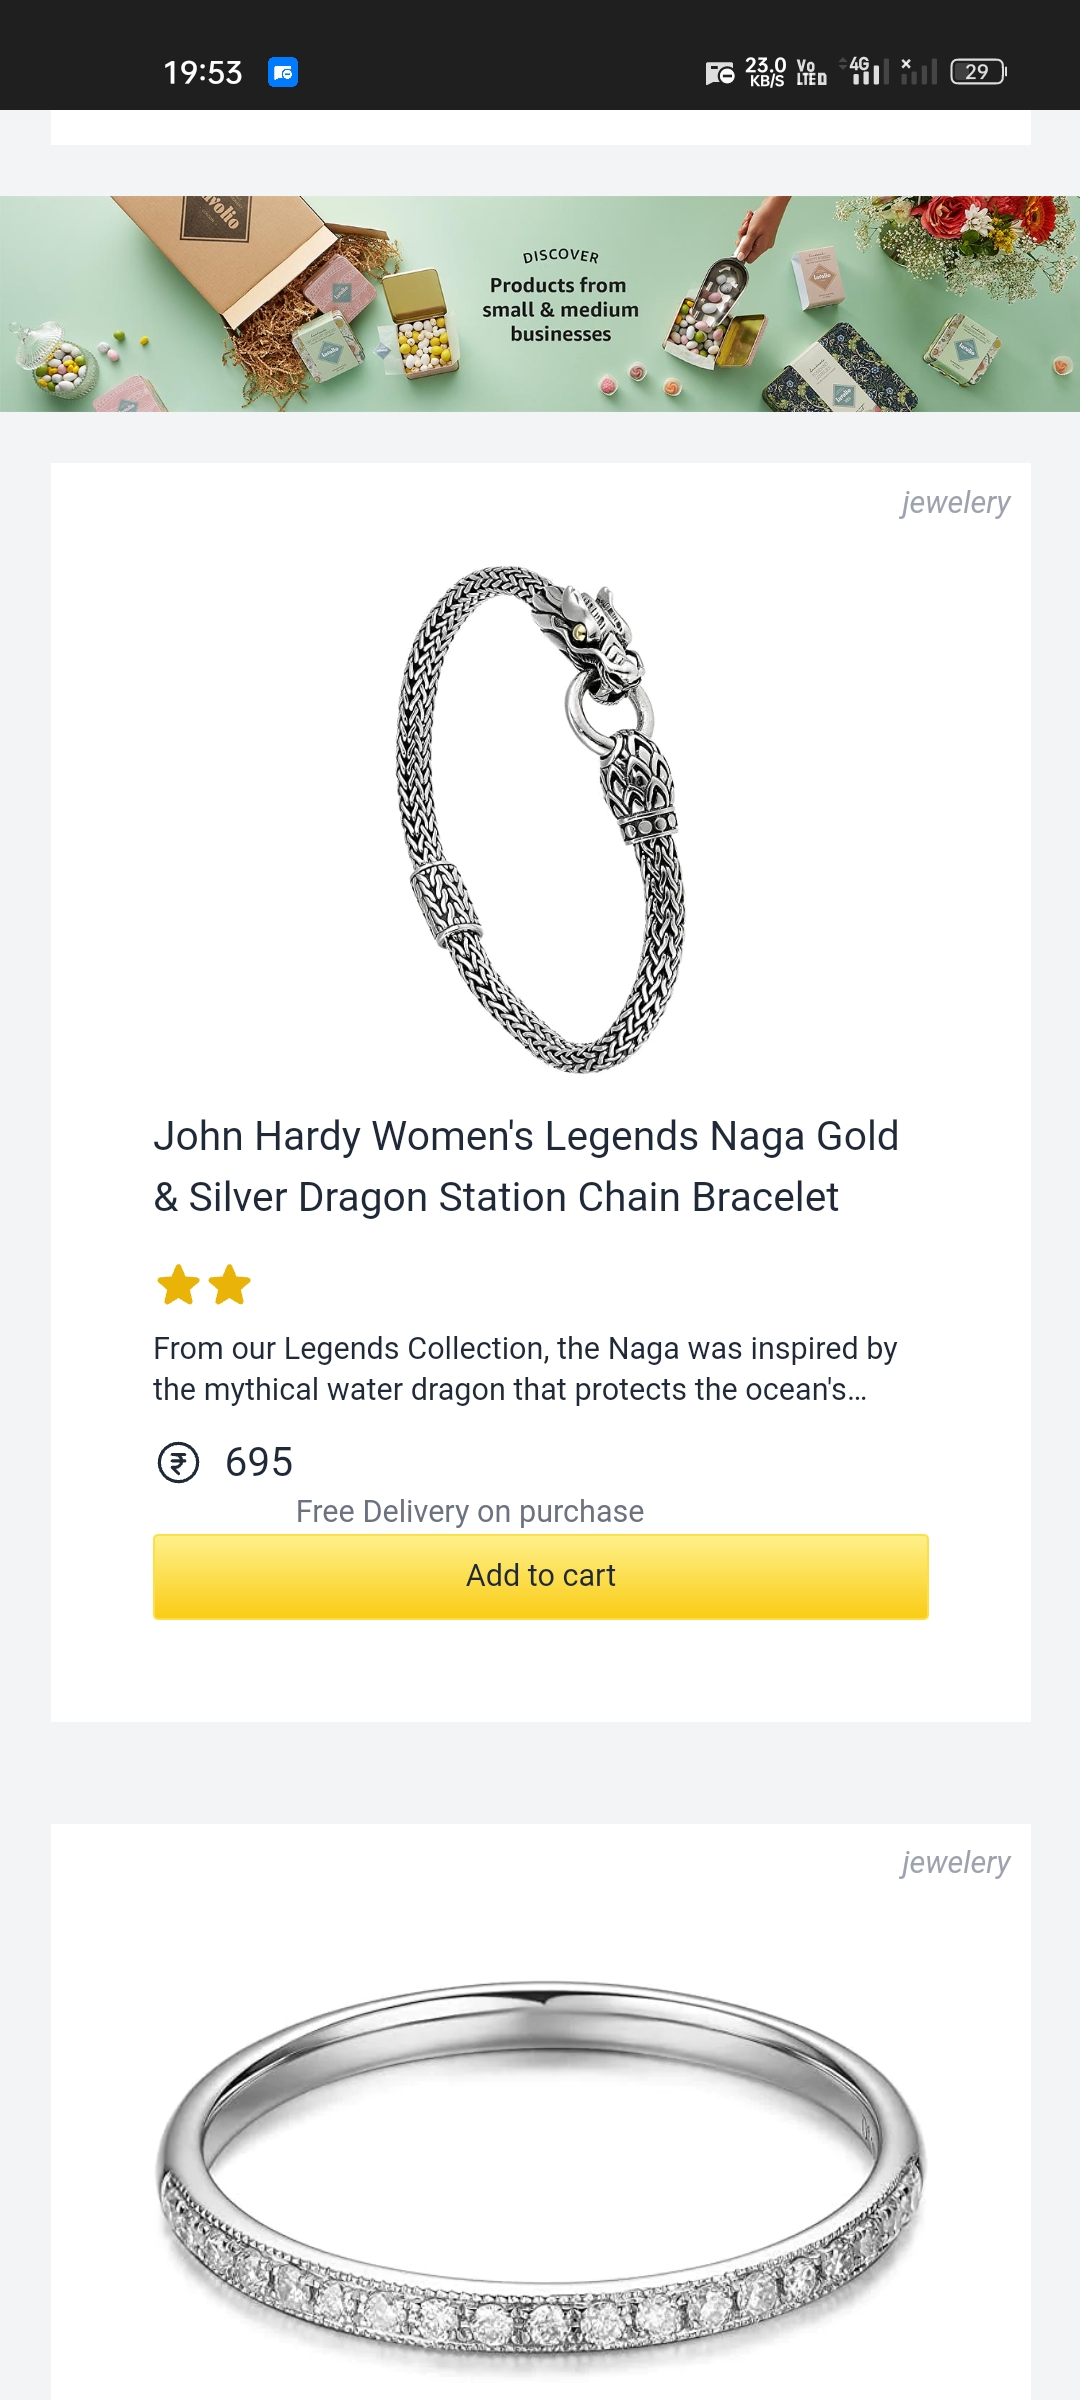 19:53
23.0
KB/S
Vo
LTED
4G
29
DISCOVER
Products from
small & medium
businesses
jewelery
John Hardy Women's Legends Naga Gold
& Silver Dragon Station Chain Bracelet
From our Legends Collection, the Naga was inspired by
the mythical water dragon that protects the ocean's...
₹ 695
Free Delivery on purchase
Add to cart
jewelery